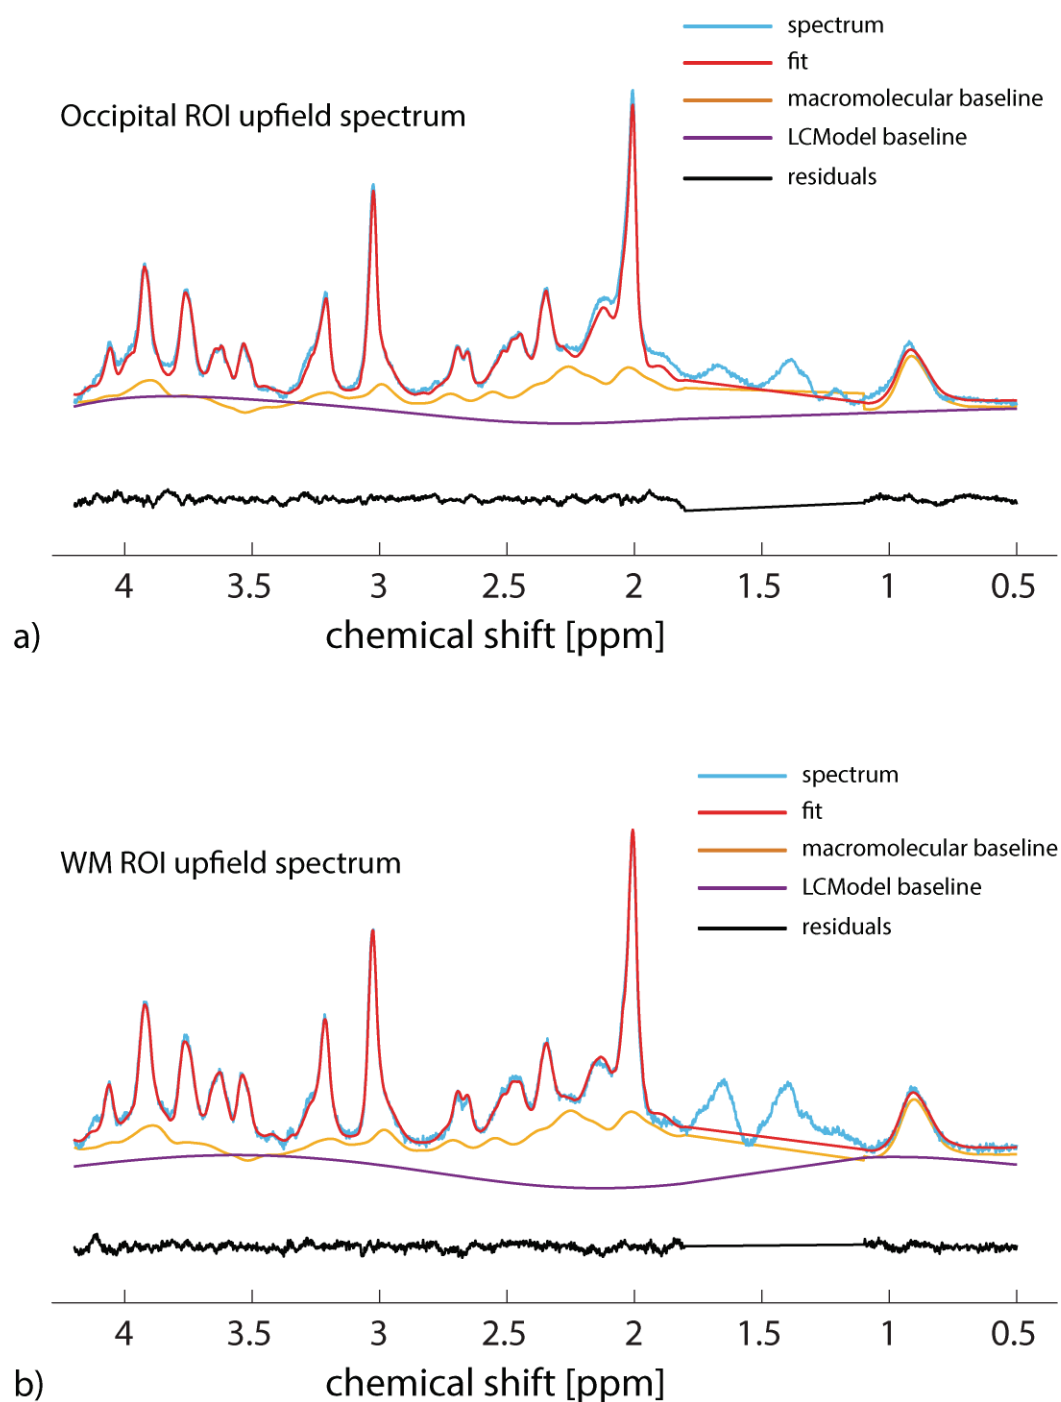 spectrum
fit
macromolecular baseline
LCModel baseline
residuals
Occipital ROI upfield spectrum
4 3.5 3 2.5 2 1.5 1 0.5
a) chemical shift [ppm]
spectrum
fit
macromolecular baseline
LCModel baseline
residuals
WM ROI upfield spectrum
4 3.5 3 2.5 2 1.5 1 0.5
b) chemical shift [ppm]